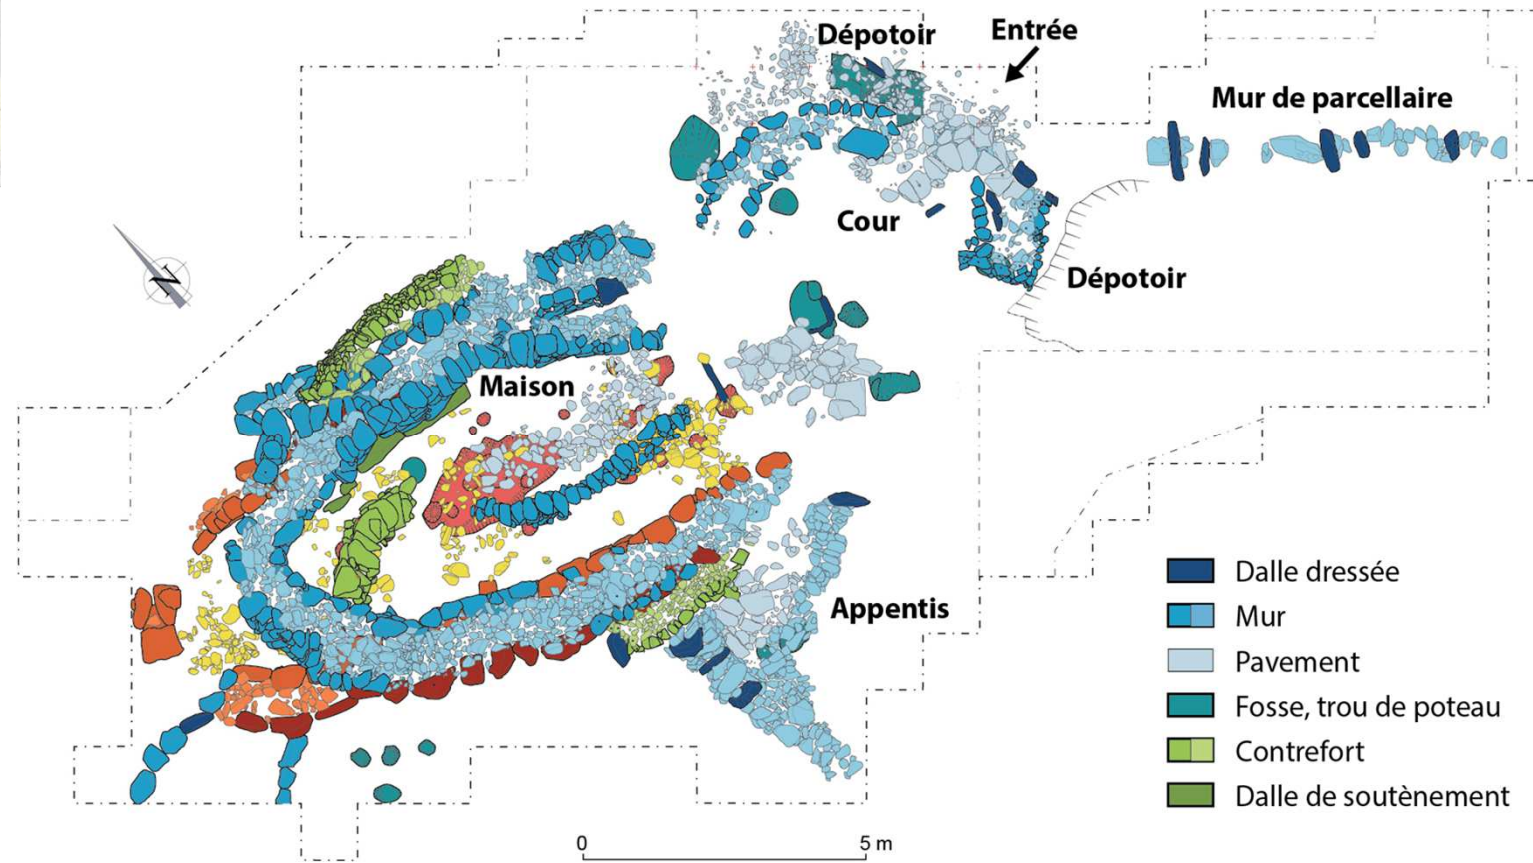 Dépotoir
Entrée
Mur de parcellaire
Cour
Dépotoir
N
Maison
Appentis
Dalle dressée
Mur
Pavement
Fosse, trou de poteau
Contrefort
Dalle de soutènement
0 5 m